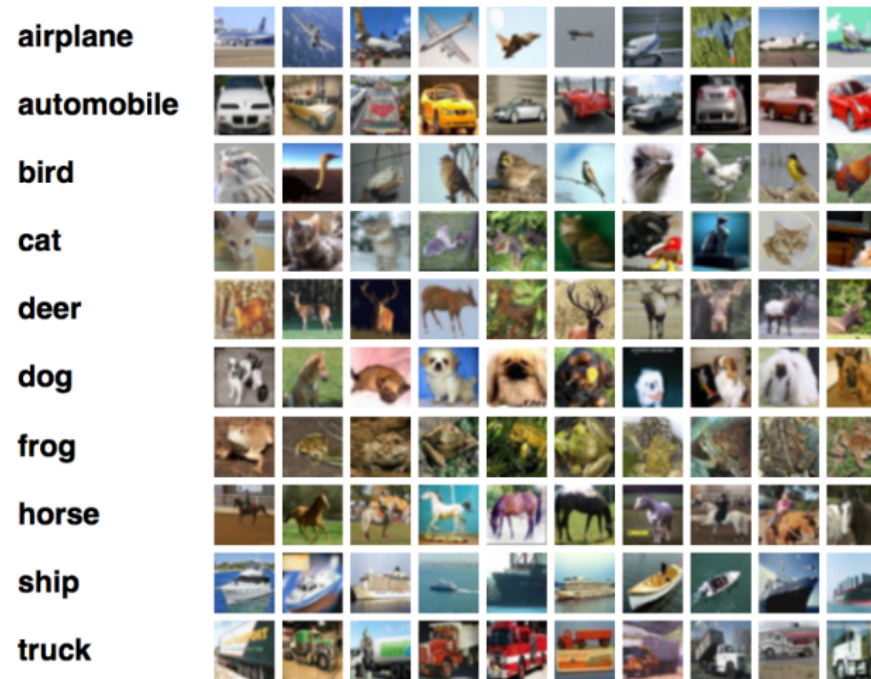 airplane
automobile
bird
cat
deer
dog
frog
horse
ship
truck